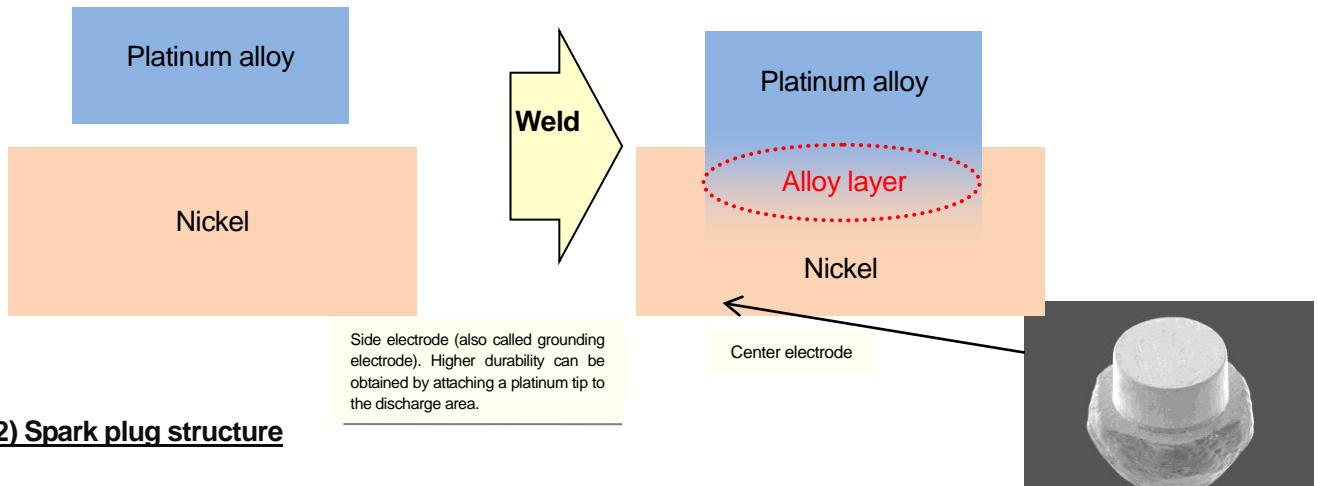 Platinum alloy
Nickel
Weld
Platinum alloy
Alloy layer
Nickel
Side electrode (also called grounding
electrode). Higher durability can be
obtained by attaching a platinum tip to
the discharge area.
Center electrode
2) Spark plug structure